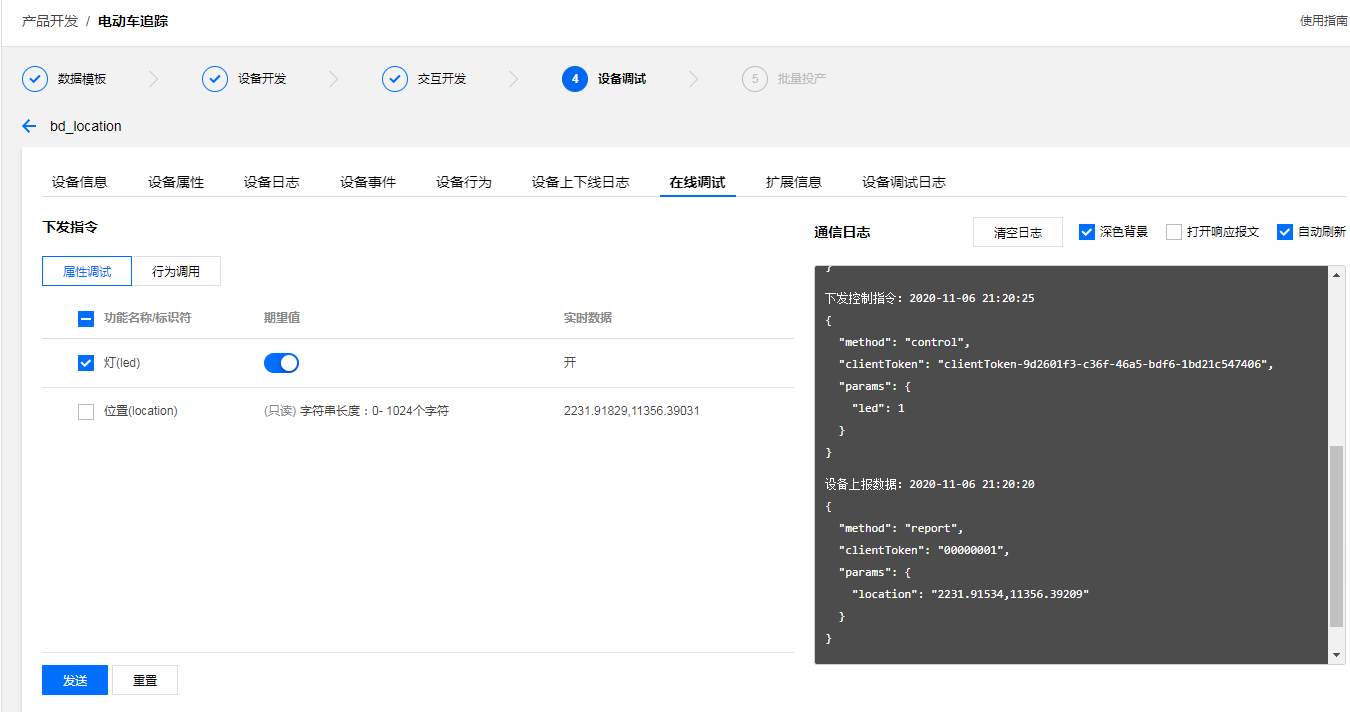 产品开发 / 电动车追踪
使用指南
数据模板
设备开发
交互开发
4 设备调试
5 批量投产
bd_location
设备信息 设备属性 设备日志 设备事件 设备行为 设备上下线日志 在线调试 扩展信息 设备调试日志
下发指令
属性调试 行为调用
功能名称/标识符 期望值 实时数据
灯(led) 开
位置(location) (只读) 字符串长度：0- 1024个字符 2231.91829,11356.39031
发送 重置
通信日志 清空日志 深色背景 打开响应报文 自动刷新
}
下发控制指令: 2020-11-06 21:20:25
{
"method": "control",
"clientToken": "clientToken-9d2601f3-c36f-46a5-bdf6-1bd21c547406",
"params": {
"led": 1
}
}
设备上报数据: 2020-11-06 21:20:20
{
"method": "report",
"clientToken": "00000001",
"params": {
"location": "2231.91534,11356.39209"
}
}